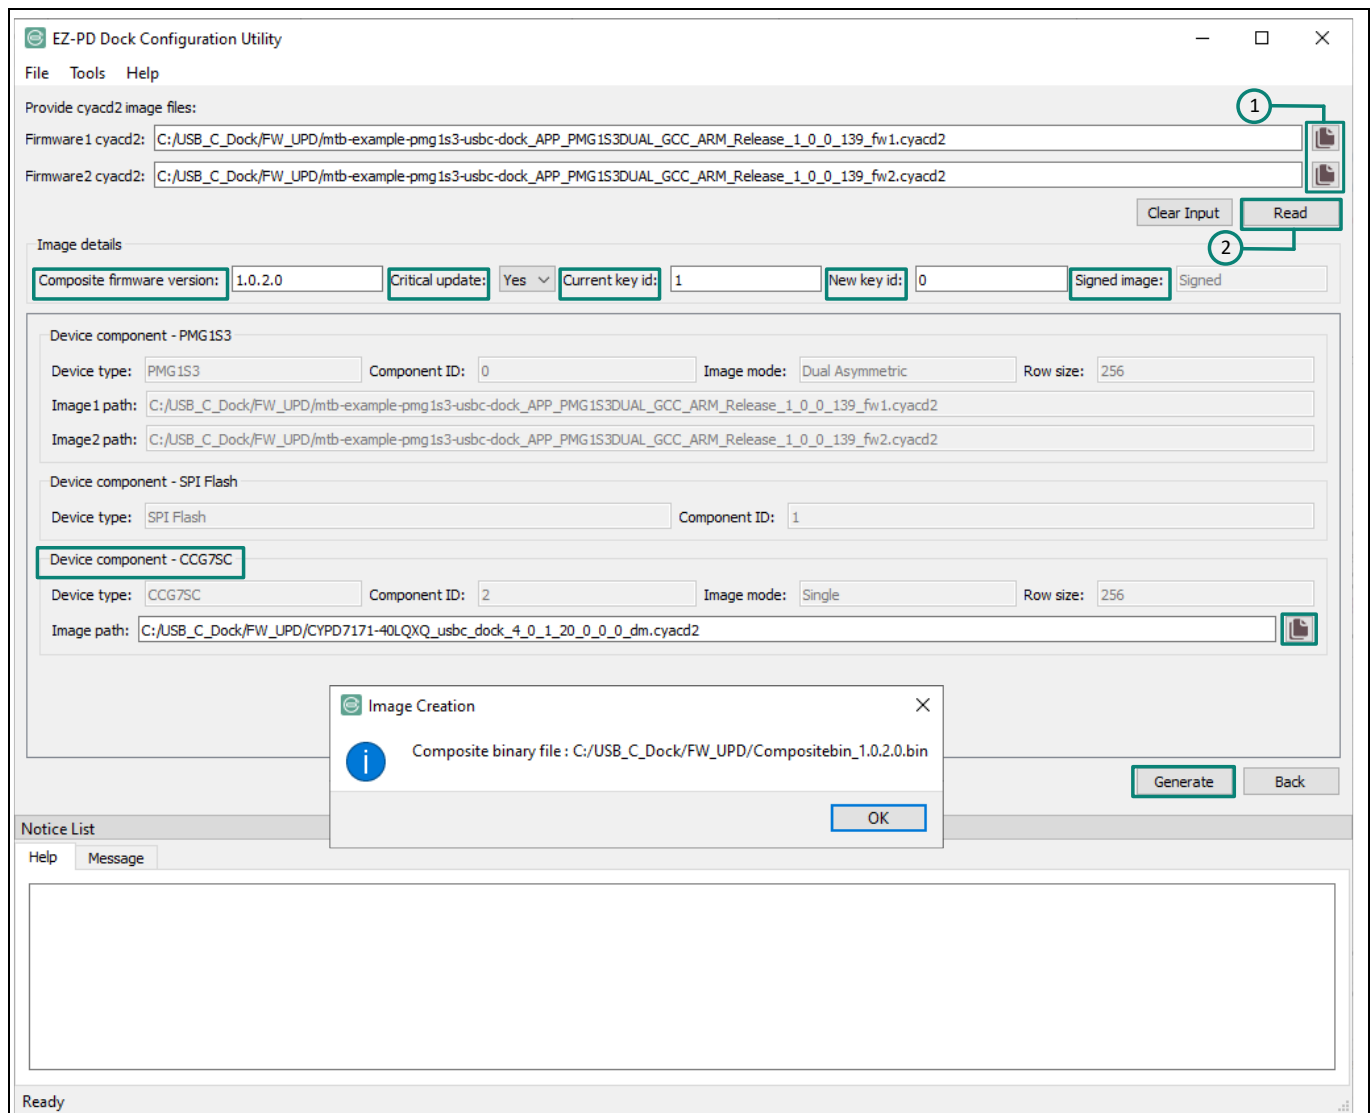 EZ-PD Dock Configuration Utility
File Tools Help
Provide cyacd2 image files:
1
Firmware1 cyacd2: C:/USB_C_Dock/FW_UPD/mtb-example-pmg1s3-usbc-dock_APP_PMG1S3DUAL_GCC_ARM_Release_1_0_0_139_fw1.cyacd2
Firmware2 cyacd2: C:/USB_C_Dock/FW_UPD/mtb-example-pmg1s3-usbc-dock_APP_PMG1S3DUAL_GCC_ARM_Release_1_0_0_139_fw2.cyacd2
Clear Input Read
Image details
2
Composite firmware version: 1.0.2.0 Critical update: Yes Current key id: 1 New key id: 0 Signed image: Signed
Device component - PMG1S3
Device type: PMG1S3 Component ID: 0 Image mode: Dual Asymmetric Row size: 256
Image1 path: C:/USB_C_Dock/FW_UPD/mtb-example-pmg1s3-usbc-dock_APP_PMG1S3DUAL_GCC_ARM_Release_1_0_0_139_fw1.cyacd2
Image2 path: C:/USB_C_Dock/FW_UPD/mtb-example-pmg1s3-usbc-dock_APP_PMG1S3DUAL_GCC_ARM_Release_1_0_0_139_fw2.cyacd2
Device component - SPI Flash
Device type: SPI Flash Component ID: 1
Device component - CCG7SC
Device type: CCG7SC Component ID: 2 Image mode: Single Row size: 256
Image path: C:/USB_C_Dock/FW_UPD/CYPD7171-40LQXQ_usbc_dock_4_0_1_20_0_0_0_dm.cyacd2
Image Creation
Composite binary file : C:/USB_C_Dock/FW_UPD/Compositebin_1.0.2.0.bin
OK
Generate Back
Notice List
Help Message
Ready